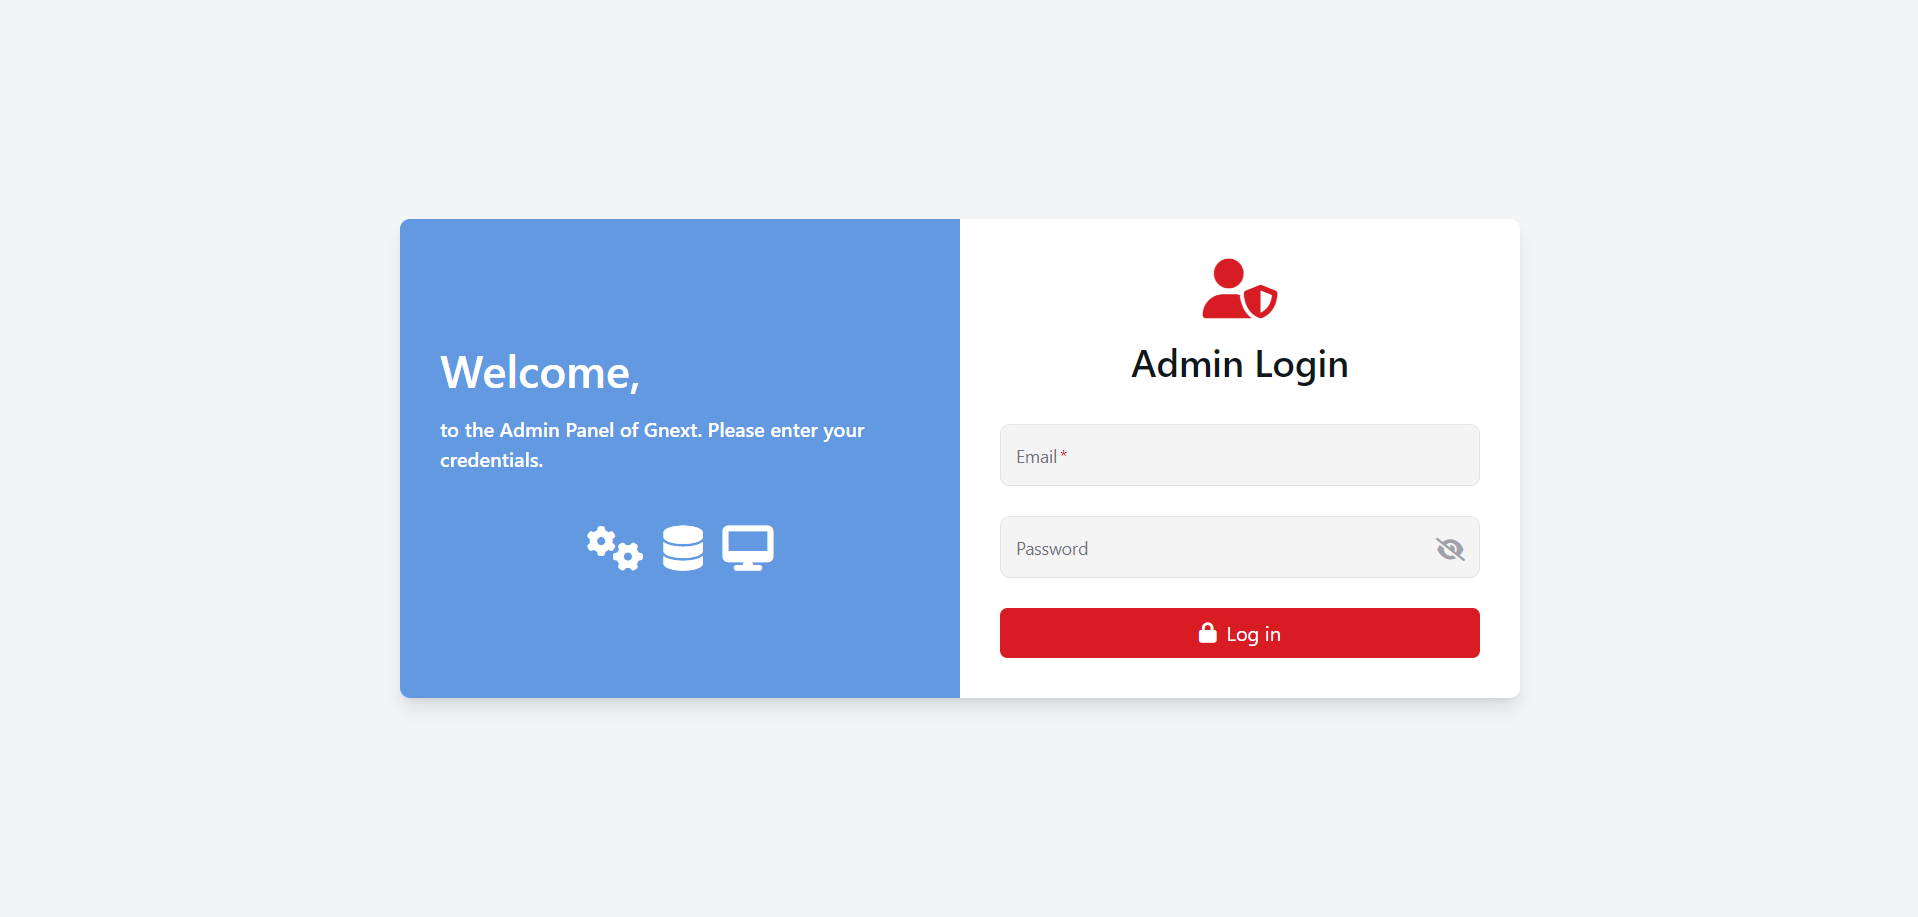 Welcome,
to the Admin Panel of Gnext. Please enter your
credentials.
Admin Login
Email*
Password
Log in